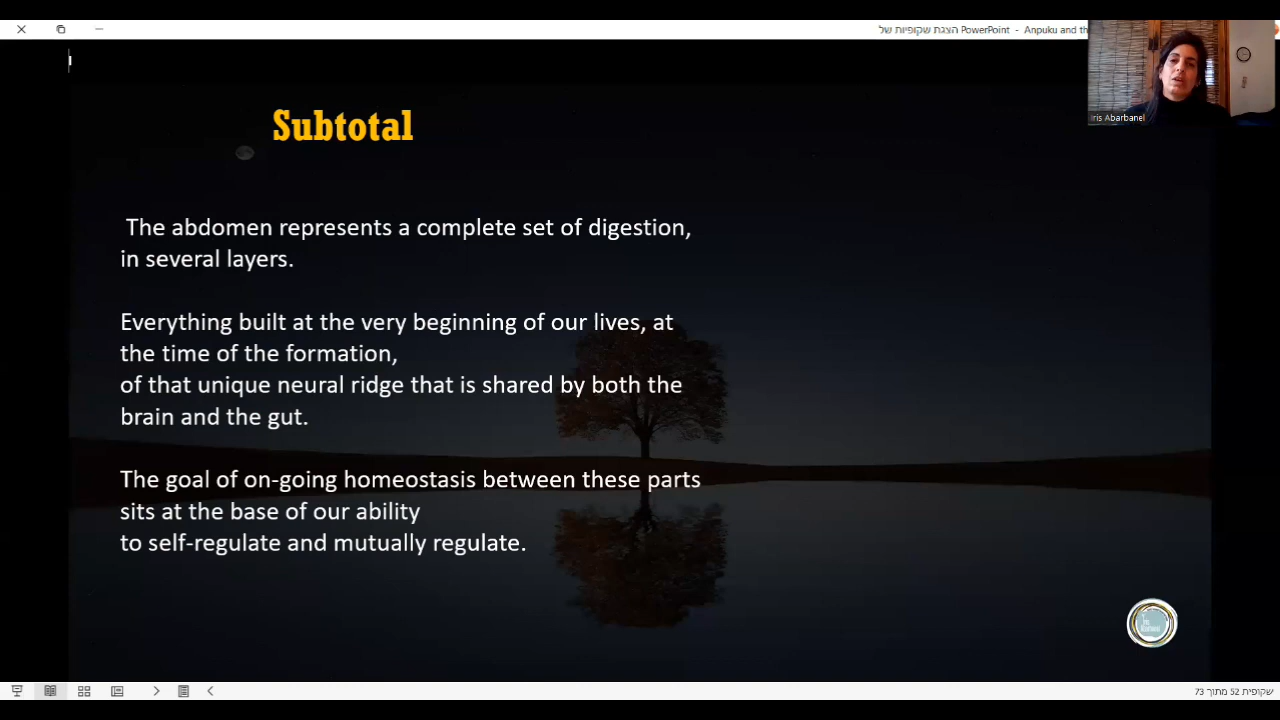 הצגת שקופיות של PowerPoint - Anpuku and th
Iris Abarbanel
Subtotal
The abdomen represents a complete set of digestion,
in several layers.
Everything built at the very beginning of our lives, at
the time of the formation,
of that unique neural ridge that is shared by both the
brain and the gut.
The goal of on-going homeostasis between these parts
sits at the base of our ability
to self-regulate and mutually regulate.
Iris
Abarbanel
שקופית 52 מתוך 73